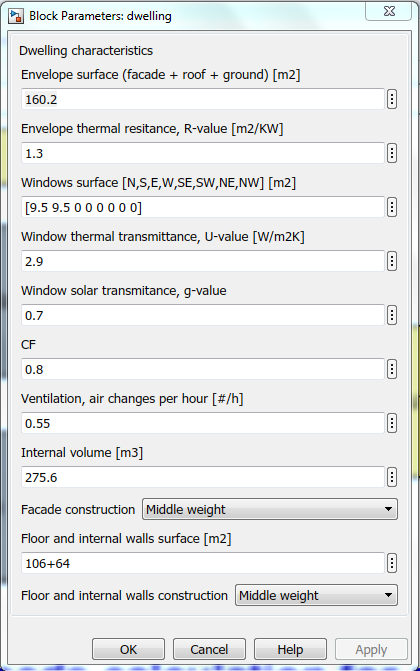 Block Parameters: dwelling
Dwelling characteristics
Envelope surface (facade + roof + ground) [m2]
160.2
Envelope thermal resitance, R-value [m2/KW]
1.3
Windows surface [N,S,E,W,SE,SW,NE,NW] [m2]
[9.5 9.5 0 0 0 0 0 0]
Window thermal transmittance, U-value [W/m2K]
2.9
Window solar transmitance, g-value
0.7
CF
0.8
Ventilation, air changes per hour [#/h]
0.55
Internal volume [m3]
275.6
Facade construction Middle weight
Floor and internal walls surface [m2]
106+64
Floor and internal walls construction Middle weight
OK Cancel Help Apply